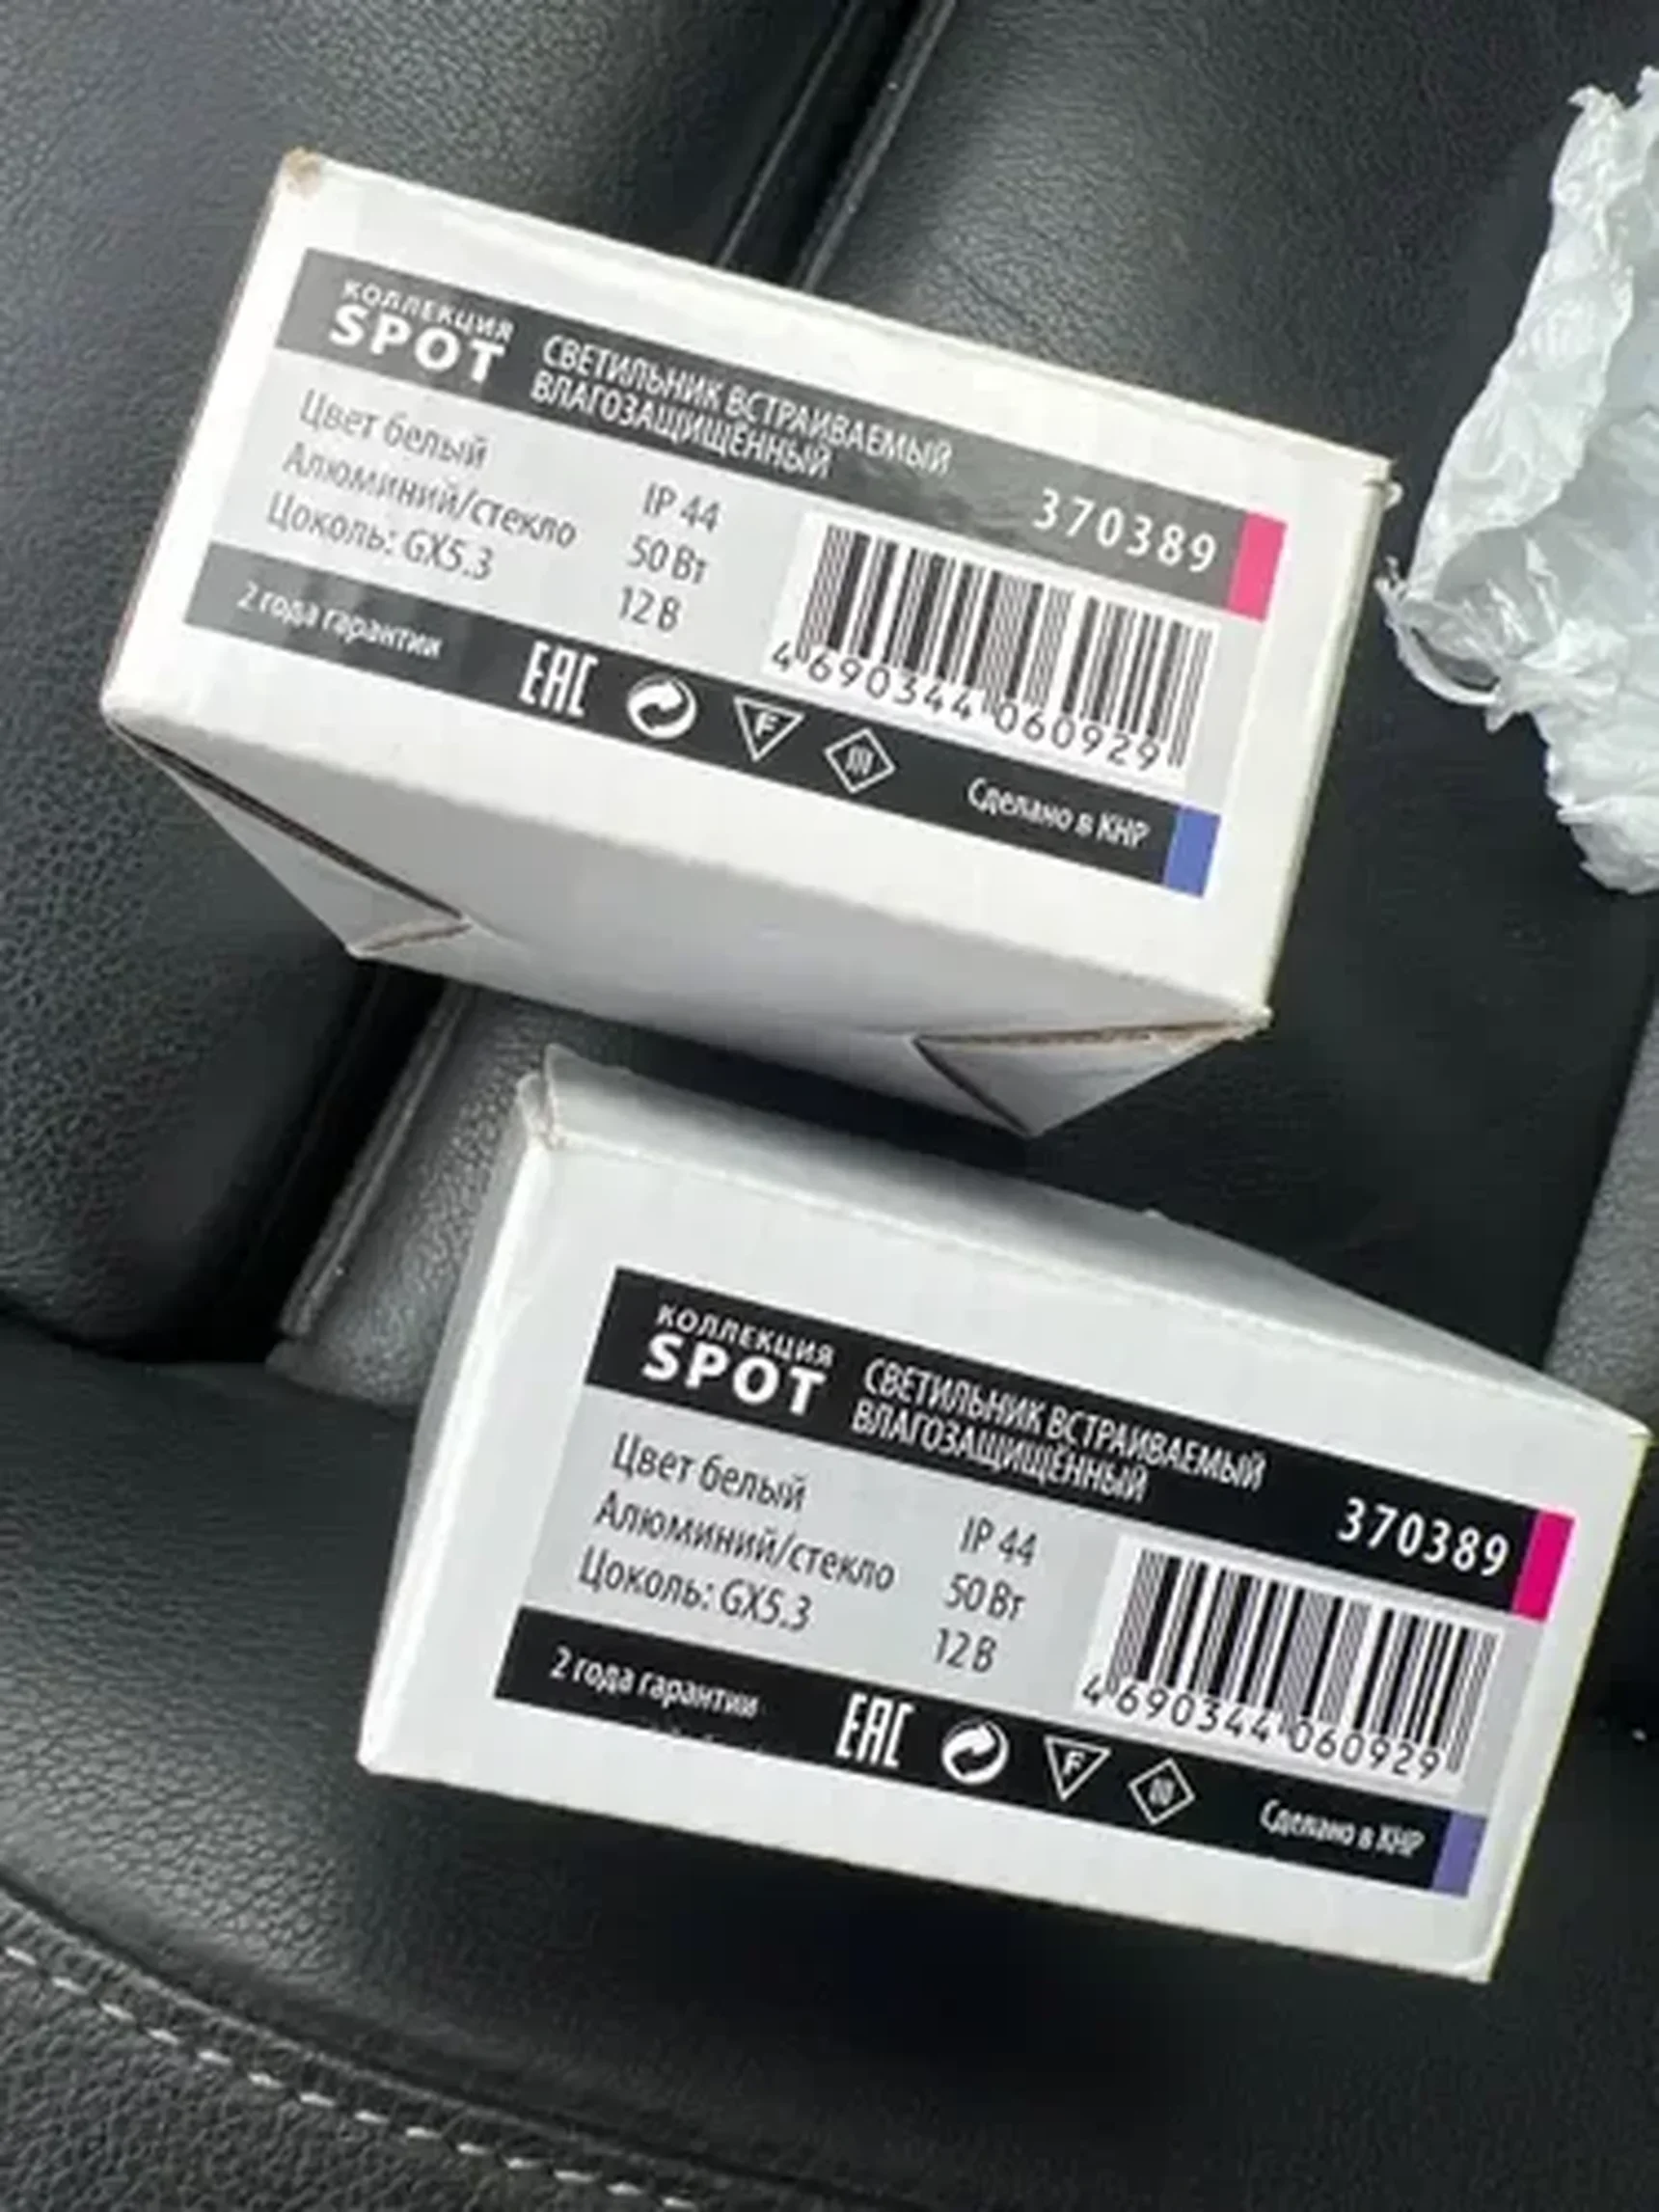 КОЛЛЕКЦИЯ
SPOT
СВЕТИЛЬНИК ВСТРАИВАЕМЫЙ
ВЛАГОЗАЩИЩЁННЫЙ
370389
Цвет белый
Алюминий/стекло
Цоколь: GX5.3
IP 44
50 Вт
12 В
4 690344 060929
2 года гарантии
EAC
F
Сделано в КНР
КОЛЛЕКЦИЯ
SPOT
СВЕТИЛЬНИК ВСТРАИВАЕМЫЙ
ВЛАГОЗАЩИЩЁННЫЙ
370389
Цвет белый
Алюминий/стекло
Цоколь: GX5.3
IP 44
50 Вт
12 В
4 690344 060929
2 года гарантии
EAC
F
Сделано в КНР